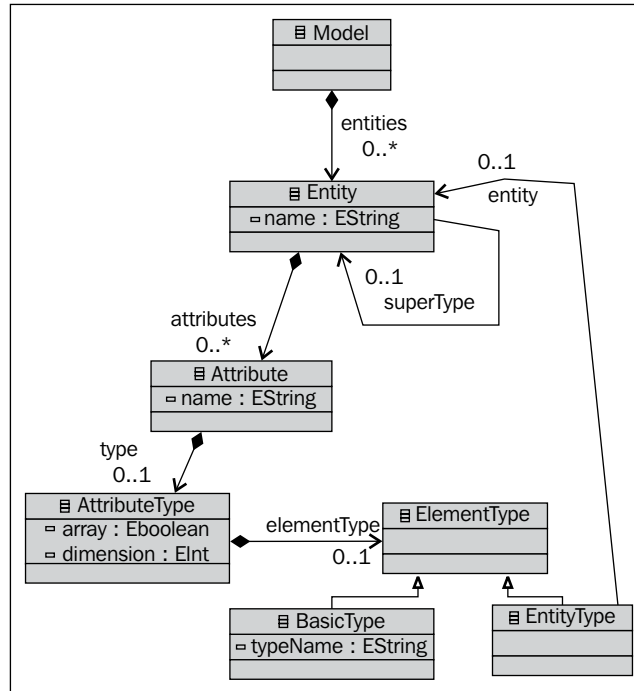 Model
entities
0..*
0..1
entity
Entity
name : EString
0..1
superType
attributes
0..*
Attribute
name : EString
type
0..1
AttributeType
array : Eboolean
dimension : EInt
elementType
0..1
ElementType
BasicType
typeName : EString
EntityType